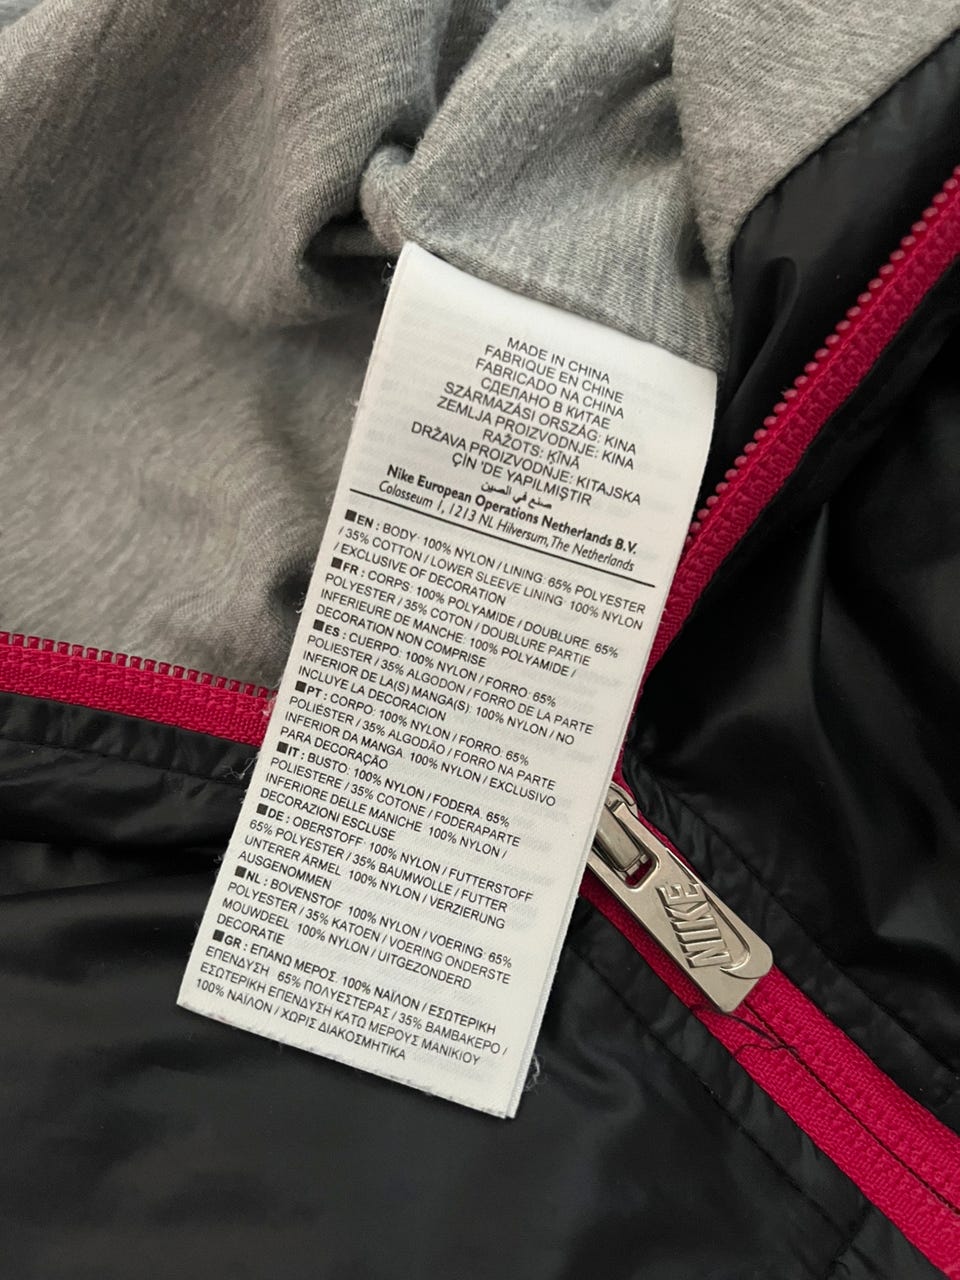 MADE IN CHINA
FABRIQUE EN CHINE
FABRICADO NA CHINA
СДЕЛАНО В КИТАЕ
SZÁRMAZÁSI ORSZÁG: KINA
ZEMLJA PROIZVODNJE: KINA
RAŽOTS: ĶĪNĀ
DRŽAVA PROIZVODNJE: KITAJSKA
ÇİN 'DE YAPILMIŞTIR
صنع في الصين
Nike European Operations Netherlands B.V.
Colosseum 1, 1213 NL Hilversum, The Netherlands
EN : BODY: 100% NYLON / LINING: 65% POLYESTER
/ 35% COTTON / LOWER SLEEVE LINING: 100% NYLON
/ EXCLUSIVE OF DECORATION
FR : CORPS: 100% POLYAMIDE / DOUBLURE: 65%
POLYESTER / 35% COTON / DOUBLURE PARTIE
INFERIEURE DE MANCHE: 100% POLYAMIDE /
DECORATION NON COMPRISE
ES : CUERPO: 100% NYLON / FORRO: 65%
POLIESTER / 35% ALGODON / FORRO DE LA PARTE
INFERIOR DE LA(S) MANGA(S): 100% NYLON / NO
INCLUYE LA DECORACION
PT : CORPO: 100% NYLON / FORRO: 65%
POLIÉSTER / 35% ALGODÃO / FORRO NA PARTE
INFERIOR DA MANGA: 100% NYLON / EXCLUSIVO
PARA DECORAÇÃO
IT : BUSTO: 100% NYLON / FODERA: 65%
POLIESTERE / 35% COTONE / FODERAPARTE
INFERIORE DELLE MANICHE: 100% NYLON /
DECORAZIONI ESCLUSE
DE : OBERSTOFF: 100% NYLON / FUTTERSTOFF:
65% POLYESTER / 35% BAUMWOLLE / FUTTER
UNTERER ÄRMEL: 100% NYLON / VERZIERUNG
AUSGENOMMEN
NL : BOVENSTOF: 100% NYLON / VOERING: 65%
POLYESTER / 35% KATOEN / VOERING ONDERSTE
MOUWDEEL: 100% NYLON / UITGEZONDERD
DECORATIE
GR : ΕΠΑΝΩ ΜΕΡΟΣ: 100% ΝΑΪΛΟΝ / ΕΣΩΤΕΡΙΚΗ
ΕΠΕΝΔΥΣΗ: 65% ΠΟΛΥΕΣΤΕΡΑΣ / 35% ΒΑΜΒΑΚΕΡΟ /
ΕΣΩΤΕΡΙΚΗ ΕΠΕΝΔΥΣΗ ΚΑΤΩ ΜΕΡΟΥΣ ΜΑΝΙΚΙΟΥ:
100% ΝΑΪΛΟΝ / ΧΩΡΙΣ ΔΙΑΚΟΣΜΗΤΙΚΑ
NIKE